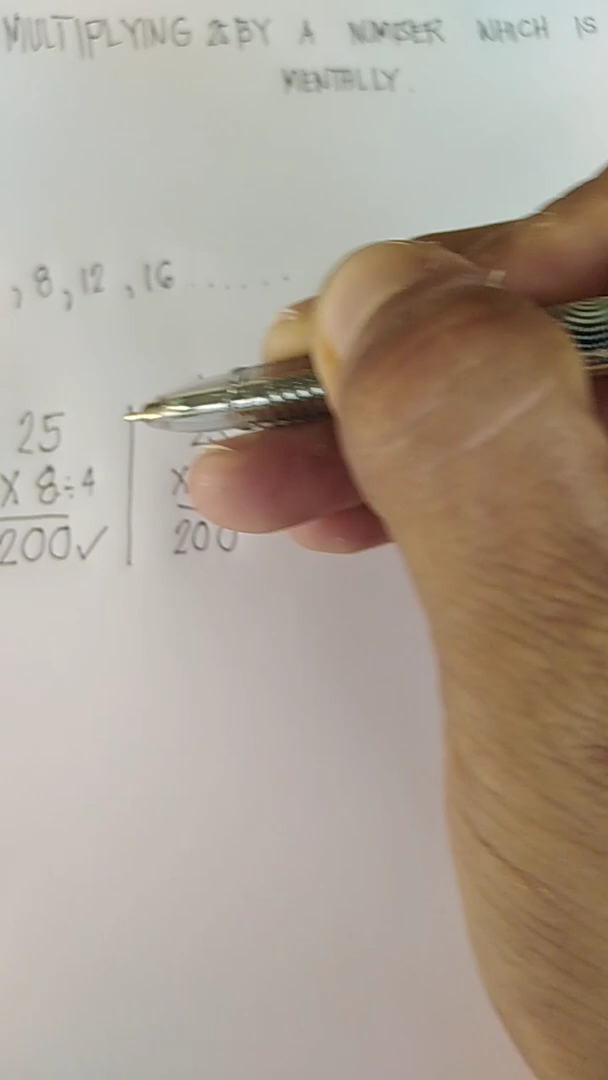 MULTIPLYING 25 BY A NUMBER WHICH IS
MENTALLY.
, 8, 12, 16 .......
25
X 8÷4
200✓
X
200